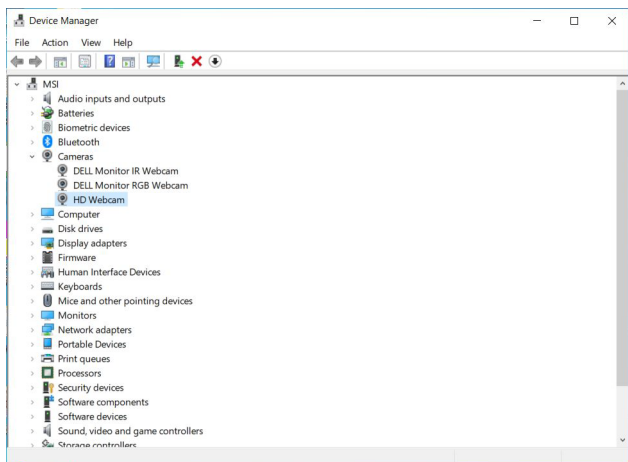 Device Manager
File Action View Help
MSI
Audio inputs and outputs
Batteries
Biometric devices
Bluetooth
Cameras
DELL Monitor IR Webcam
DELL Monitor RGB Webcam
HD Webcam
Computer
Disk drives
Display adapters
Firmware
Human Interface Devices
Keyboards
Mice and other pointing devices
Monitors
Network adapters
Portable Devices
Print queues
Processors
Security devices
Software components
Software devices
Sound, video and game controllers
Storage controllers